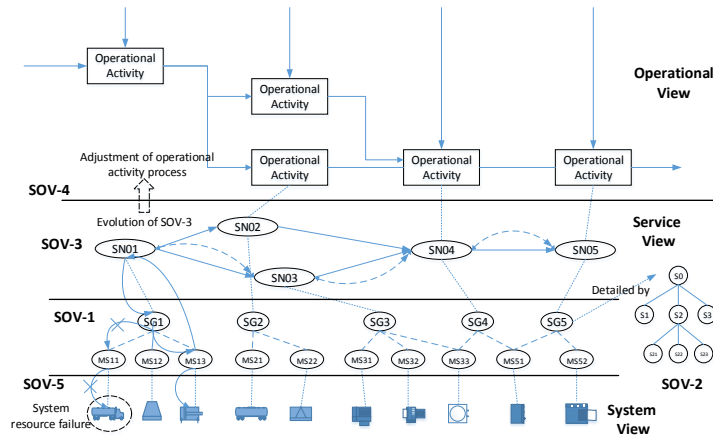 Operational
Activity
Operational
Activity
Operational
View
Operational
Activity
Operational
Activity
Operational
Activity
Adjustment of operational
activity process
SOV-4
Evolution of SOV-3
Service
View
SOV-3
SN01
SN02
SN03
SN04
SN05
Detailed by
S0
S1
S2
S3
S21
S22
S23
SOV-1
SG1
SG2
SG3
SG4
SG5
MS11
MS12
MS13
MS21
MS22
MS31
MS32
MS33
MS51
MS52
SOV-5
SOV-2
System
resource failure
System
View